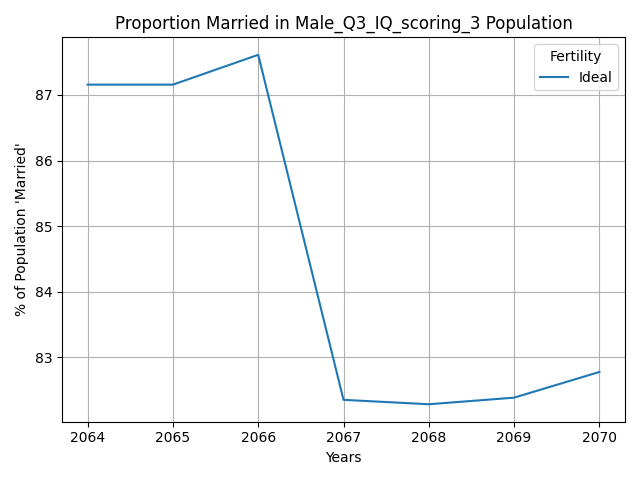 Proportion Married in Male_Q3_IQ_scoring_3 Population
Fertility
Ideal
% of Population 'Married'
87
86
85
84
83
2064 2065 2066 2067 2068 2069 2070
Years